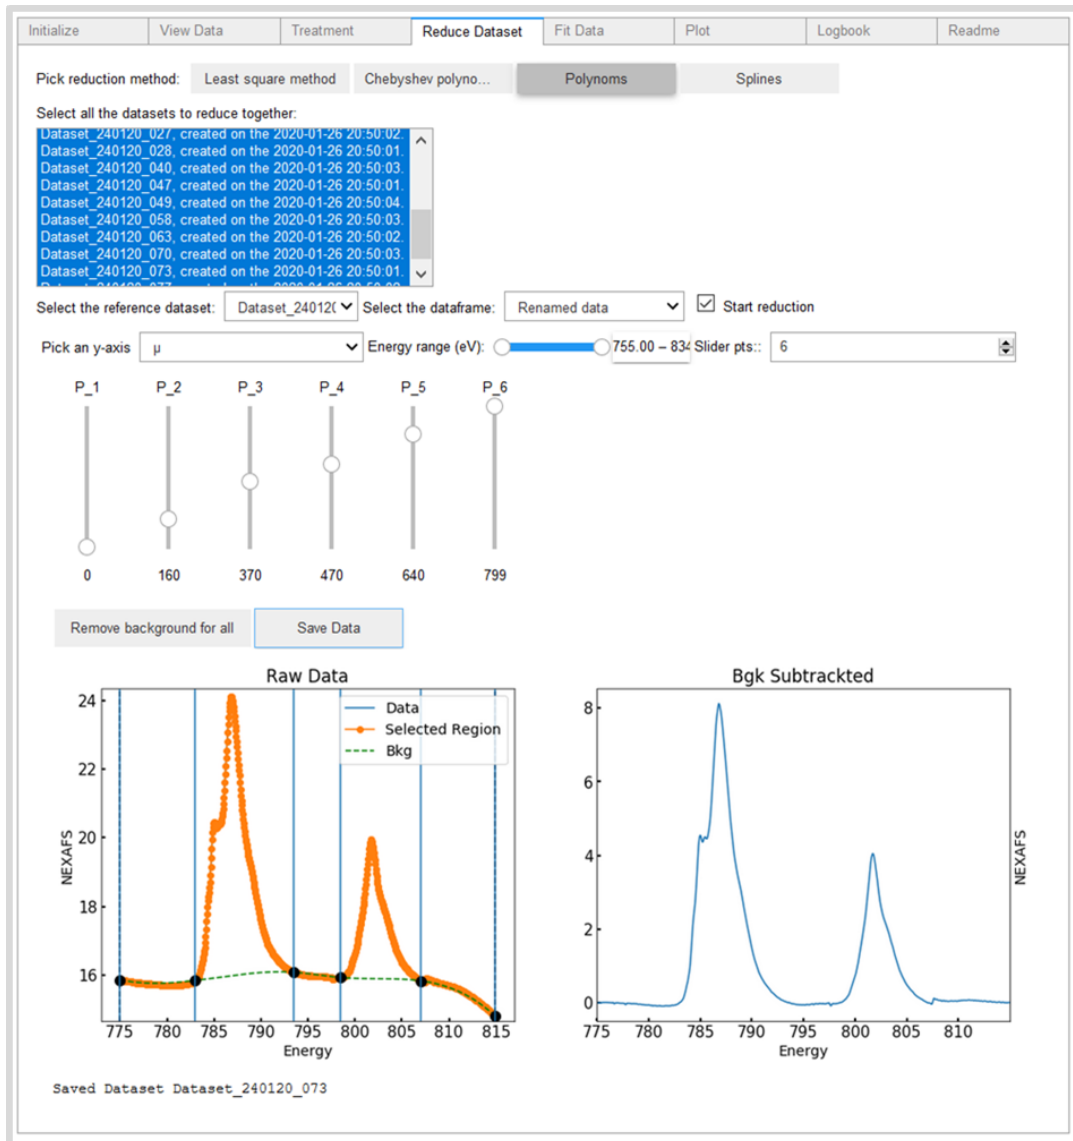 Initialize View Data Treatment Reduce Dataset Fit Data Plot Logbook Readme
Pick reduction method: Least square method Chebyshev polyno... Polynoms Splines
Select all the datasets to reduce together:
Dataset_240120_027, created on the 2020-01-26 20:50:02.
Dataset_240120_028, created on the 2020-01-26 20:50:01.
Dataset_240120_040, created on the 2020-01-26 20:50:03.
Dataset_240120_047, created on the 2020-01-26 20:50:01.
Dataset_240120_049, created on the 2020-01-26 20:50:04.
Dataset_240120_058, created on the 2020-01-26 20:50:03.
Dataset_240120_063, created on the 2020-01-26 20:50:02.
Dataset_240120_070, created on the 2020-01-26 20:50:03.
Dataset_240120_073, created on the 2020-01-26 20:50:01.
Select the reference dataset: Dataset_24012( Select the dataframe: Renamed data Start reduction
Pick an y-axis μ Energy range (eV): 755.00 – 834 Slider pts:: 6
P_1 P_2 P_3 P_4 P_5 P_6
0 160 370 470 640 799
Remove background for all Save Data
Raw Data
Data
Selected Region
Bkg
24
22
20
18
16
NEXAFS
775 780 785 790 795 800 805 810 815
Energy
Bgk Subtrackted
8
6
4
2
0
NEXAFS
775 780 785 790 795 800 805 810
Energy
Saved Dataset Dataset_240120_073